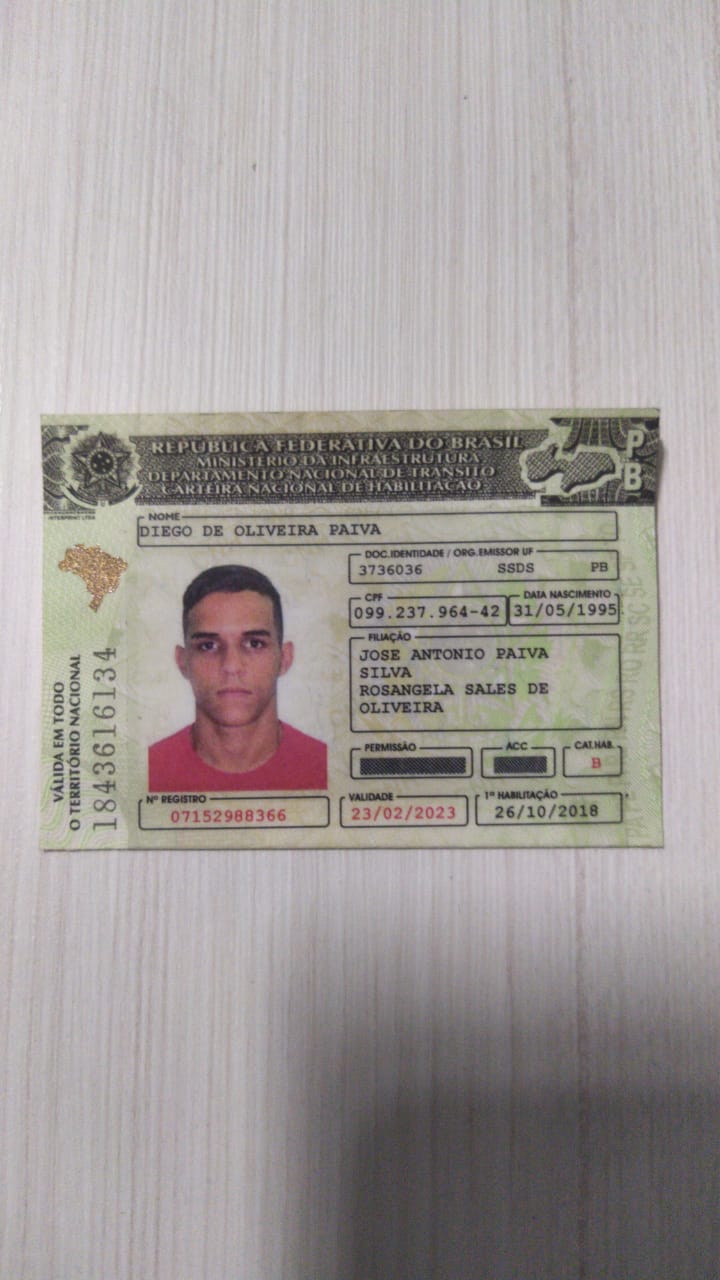 REPÚBLICA FEDERATIVA DO BRASIL
MINISTÉRIO DA INFRAESTRUTURA
DEPARTAMENTO NACIONAL DE TRÂNSITO
CARTEIRA NACIONAL DE HABILITAÇÃO
PB
INTERPRINT LTDA
NOME
DIEGO DE OLIVEIRA PAIVA
DOC. IDENTIDADE / ORG. EMISSOR UF
3736036 SSDS PB
CPF DATA NASCIMENTO
099.237.964-42 31/05/1995
FILIAÇÃO
JOSE ANTONIO PAIVA
SILVA
ROSANGELA SALES DE
OLIVEIRA
PERMISSÃO ACC CAT. HAB.
B
Nº REGISTRO VALIDADE 1ª HABILITAÇÃO
07152988366 23/02/2023 26/10/2018
VÁLIDA EM TODO
O TERRITÓRIO NACIONAL
1843616134